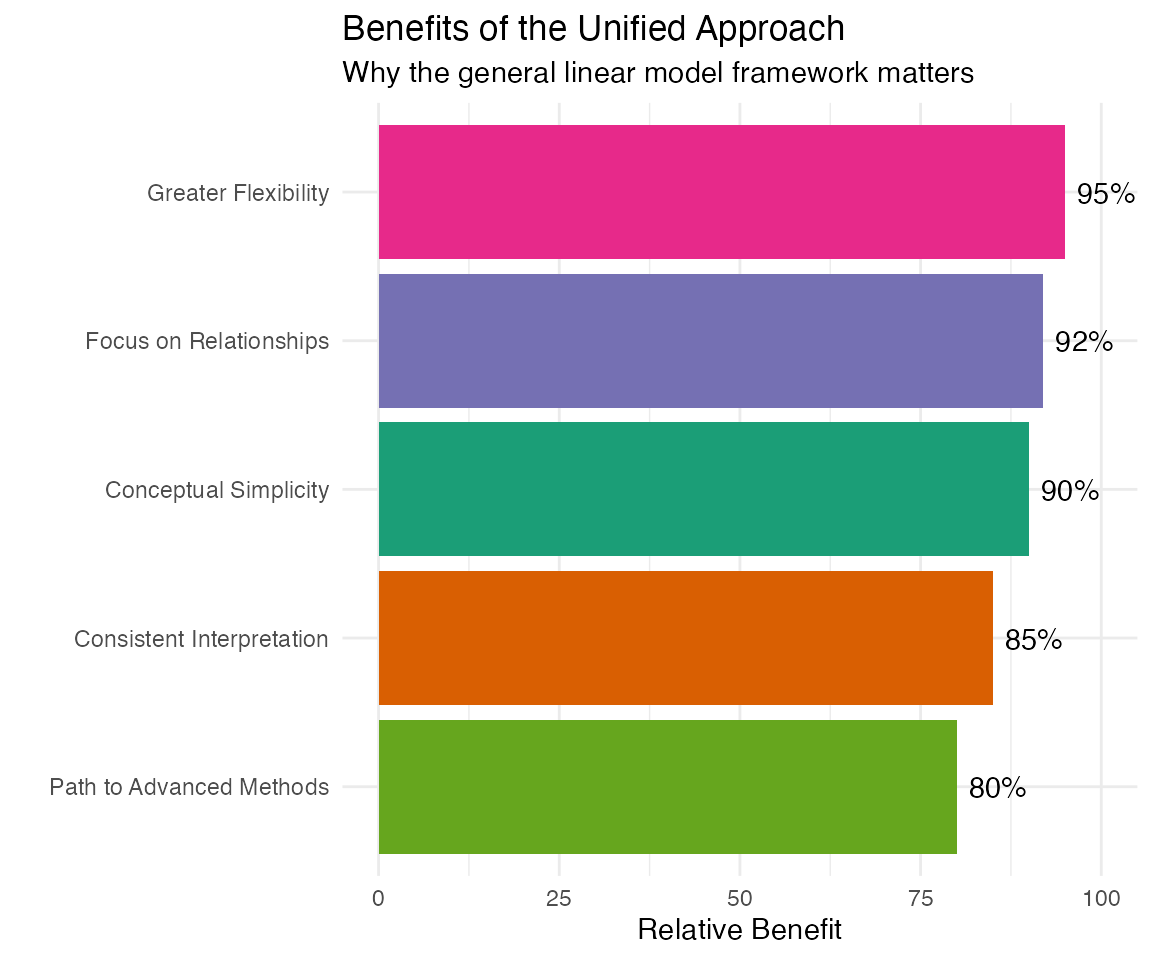 Benefits of the Unified Approach
Why the general linear model framework matters
Greater Flexibility
95%
Focus on Relationships
92%
Conceptual Simplicity
90%
Consistent Interpretation
85%
Path to Advanced Methods
80%
0
25
50
75
100
Relative Benefit